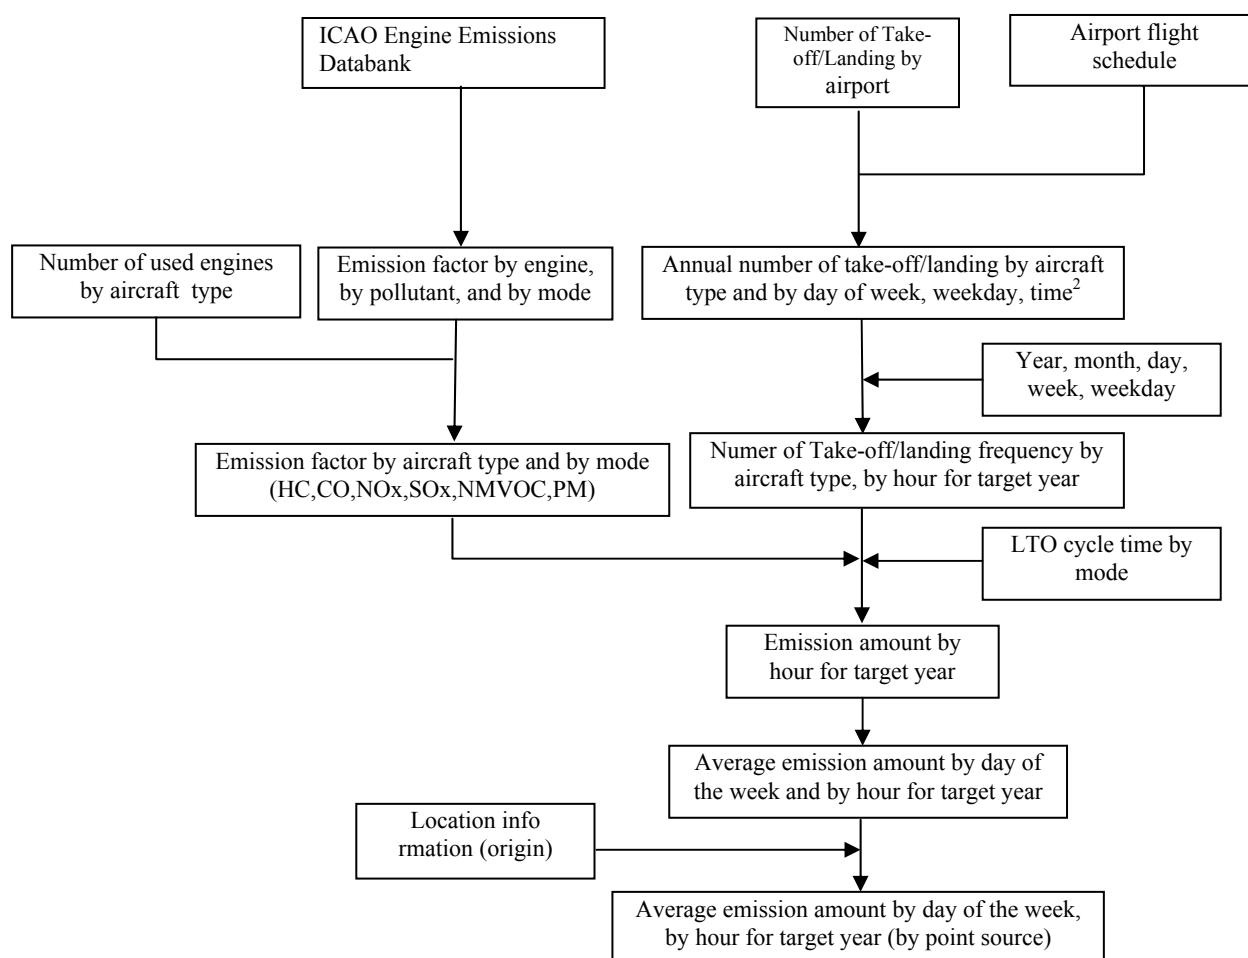 ICAO Engine Emissions
Databank
Number of Take-
off/Landing by
airport
Airport flight
schedule
Number of used engines
by aircraft type
Emission factor by engine,
by pollutant, and by mode
Annual number of take-off/landing by aircraft
type and by day of week, weekday, time²
Year, month, day,
week, weekday
Emission factor by aircraft type and by mode
(HC,CO,NOx,SOx,NMVOC,PM)
Numer of Take-off/landing frequency by
aircraft type, by hour for target year
LTO cycle time by
mode
Emission amount by
hour for target year
Average emission amount by day of
the week and by hour for target year
Location info
rmation (origin)
Average emission amount by day of the week,
by hour for target year (by point source)